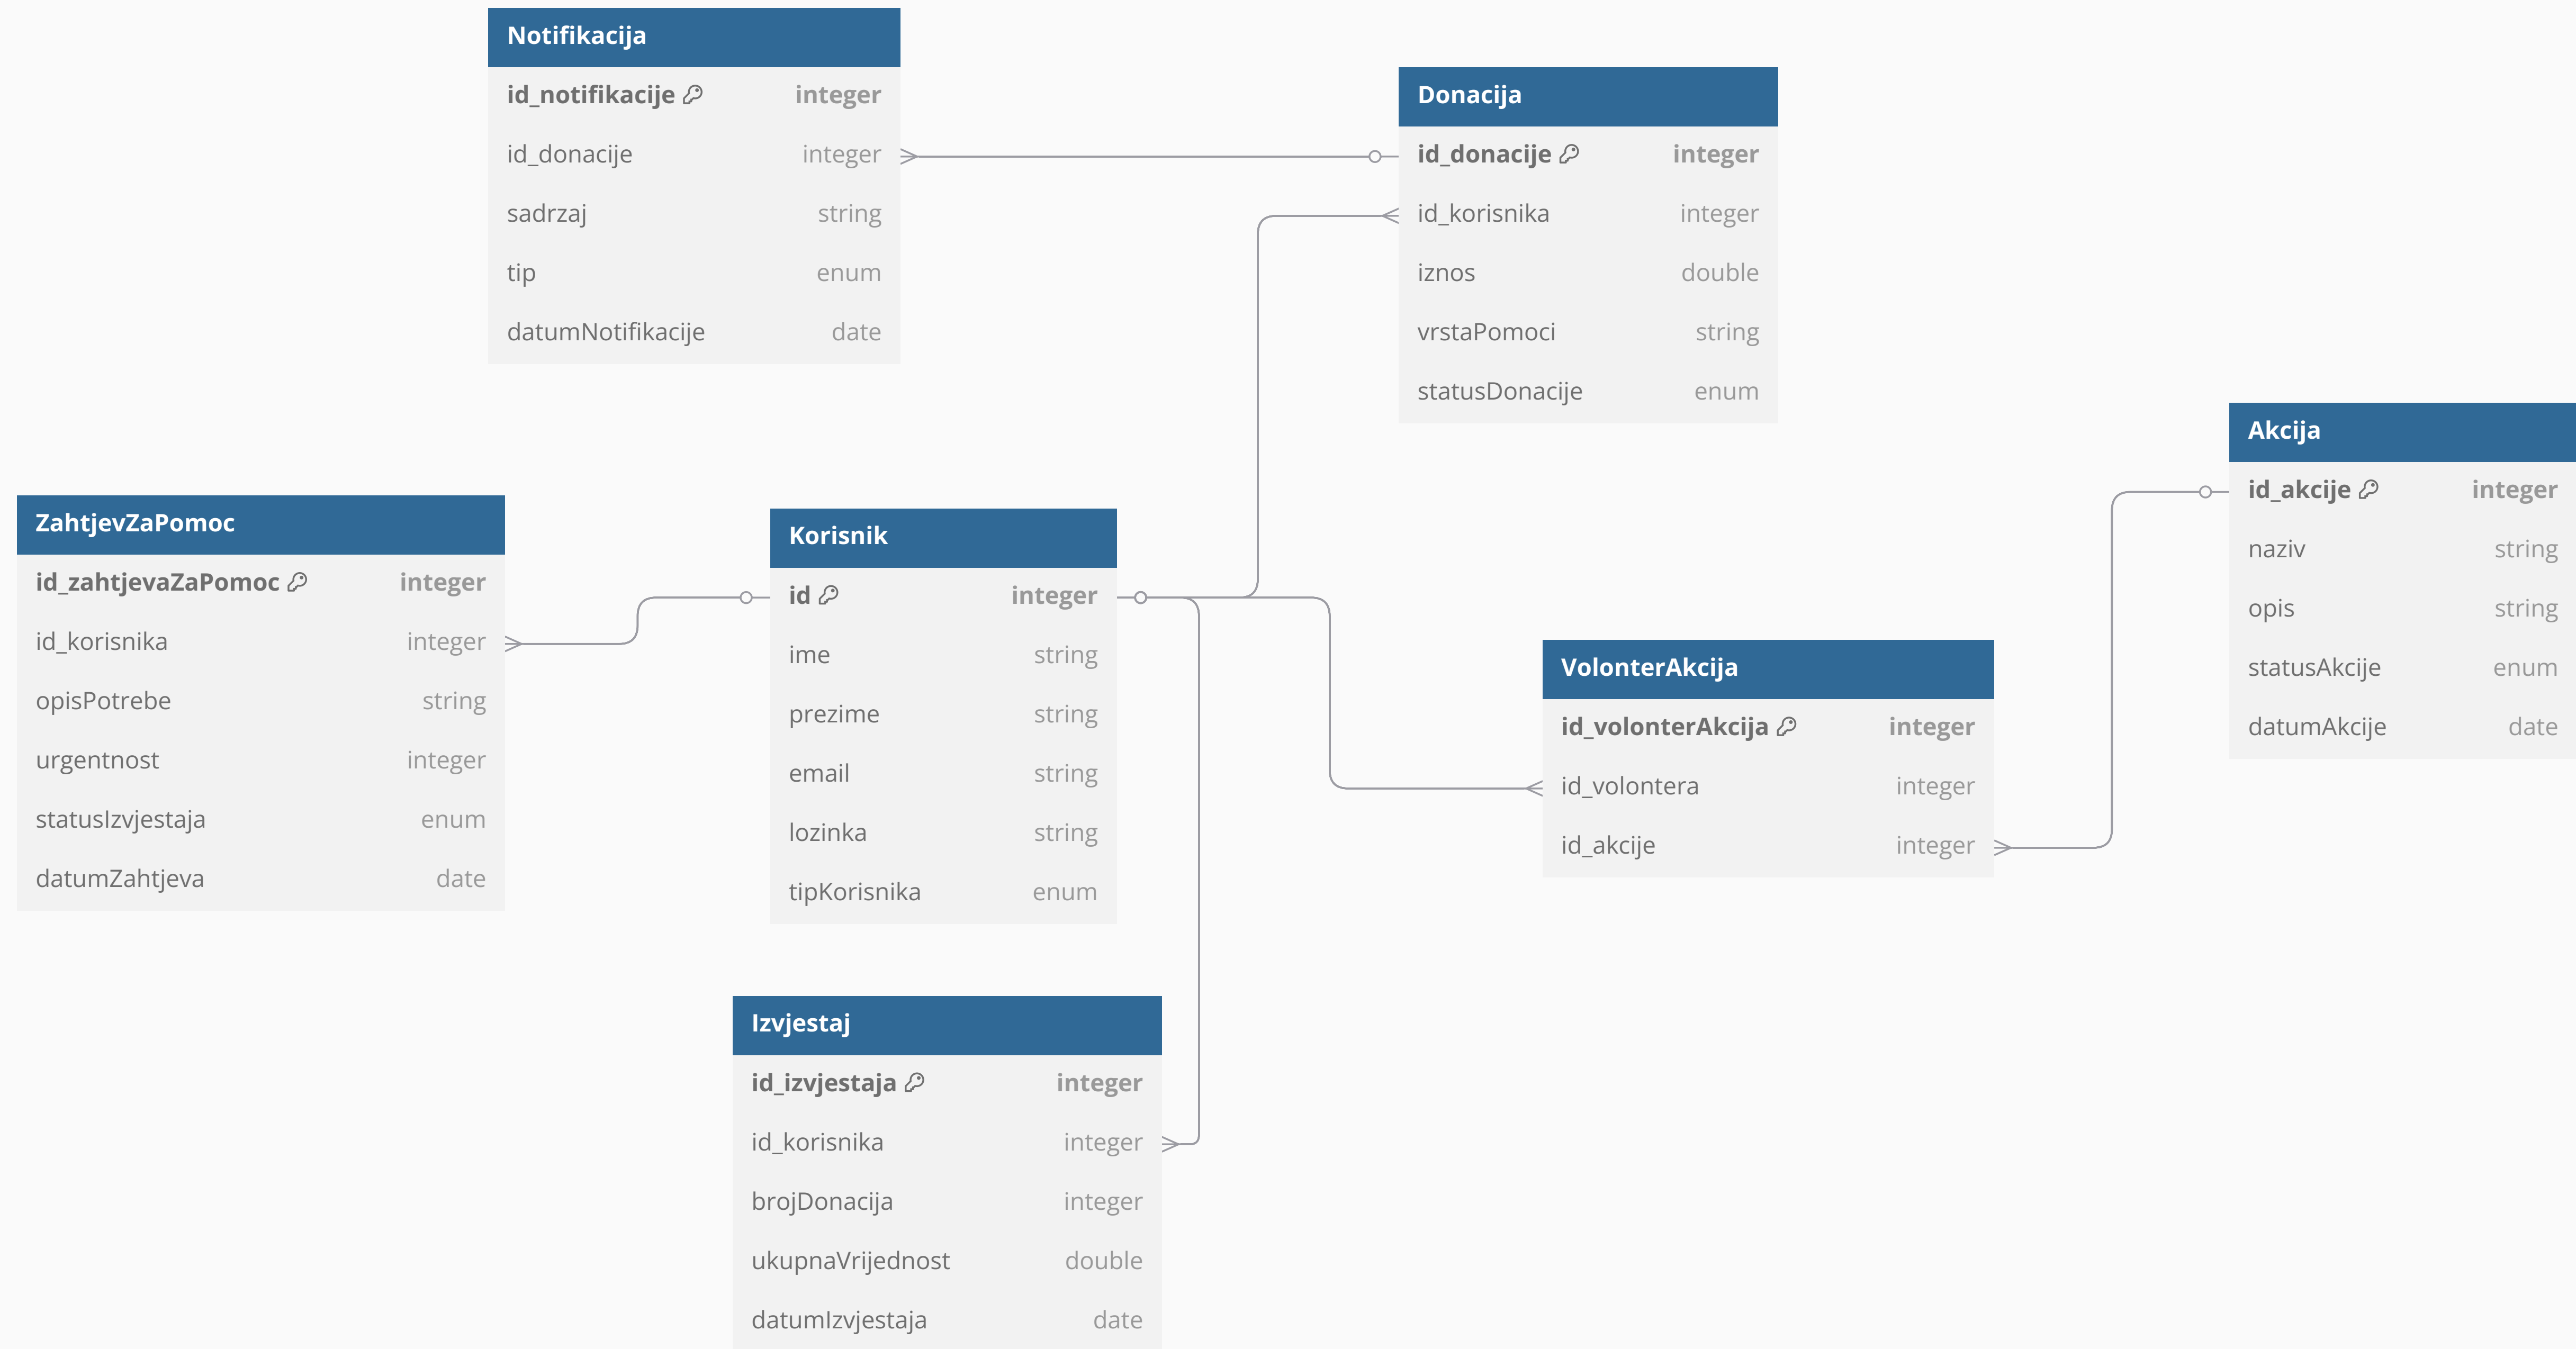 Notifikacija
id_notifikacije integer
id_donacije integer
sadrzaj string
tip enum
datumNotifikacije date
Donacija
id_donacije integer
id_korisnika integer
iznos double
vrstaPomoci string
statusDonacije enum
Akcija
id_akcije integer
naziv string
opis string
statusAkcije enum
datumAkcije date
ZahtjevZaPomoc
id_zahtjevaZaPomoc integer
id_korisnika integer
opisPotrebe string
urgentnost integer
statusIzvjestaja enum
datumZahtjeva date
Korisnik
id integer
ime string
prezime string
email string
lozinka string
tipKorisnika enum
VolonterAkcija
id_volonterAkcija integer
id_volontera integer
id_akcije integer
Izvjestaj
id_izvjestaja integer
id_korisnika integer
brojDonacija integer
ukupnaVrijednost double
datumIzvjestaja date